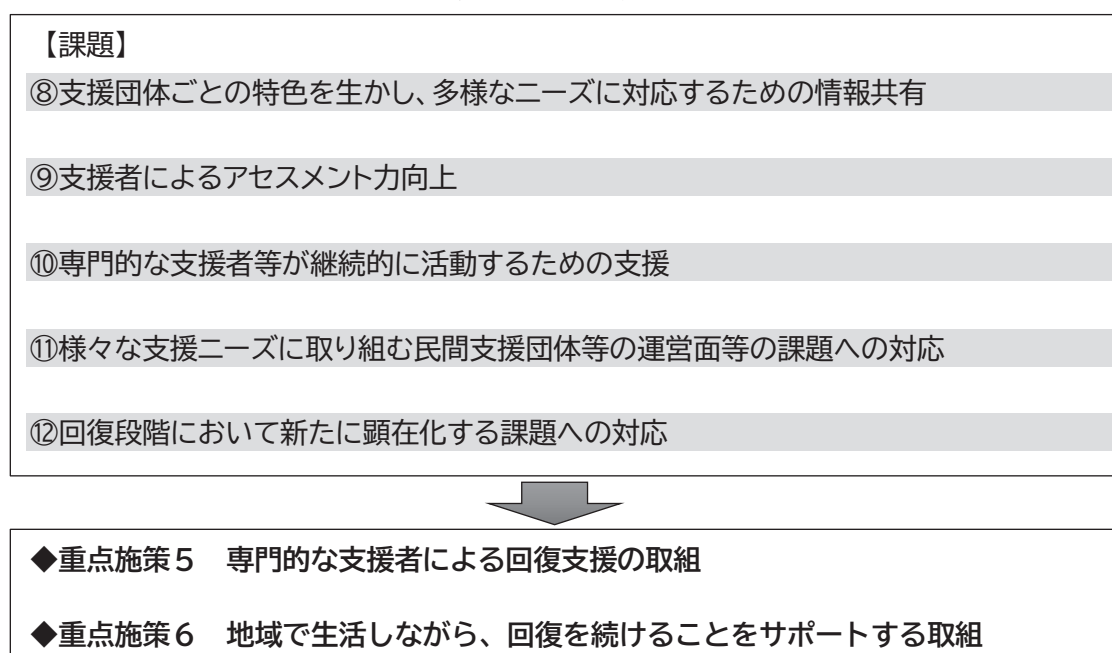 【課題】
⑧支援団体ごとの特色を生かし、多様なニーズに対応するための情報共有
⑨支援者によるアセスメント力向上
⑩専門的な支援者等が継続的に活動するための支援
⑪様々な支援ニーズに取り組む民間支援団体等の運営面等の課題への対応
⑫回復段階において新たに顕在化する課題への対応
◆重点施策５　専門的な支援者による回復支援の取組
◆重点施策６　地域で生活しながら、回復を続けることをサポートする取組